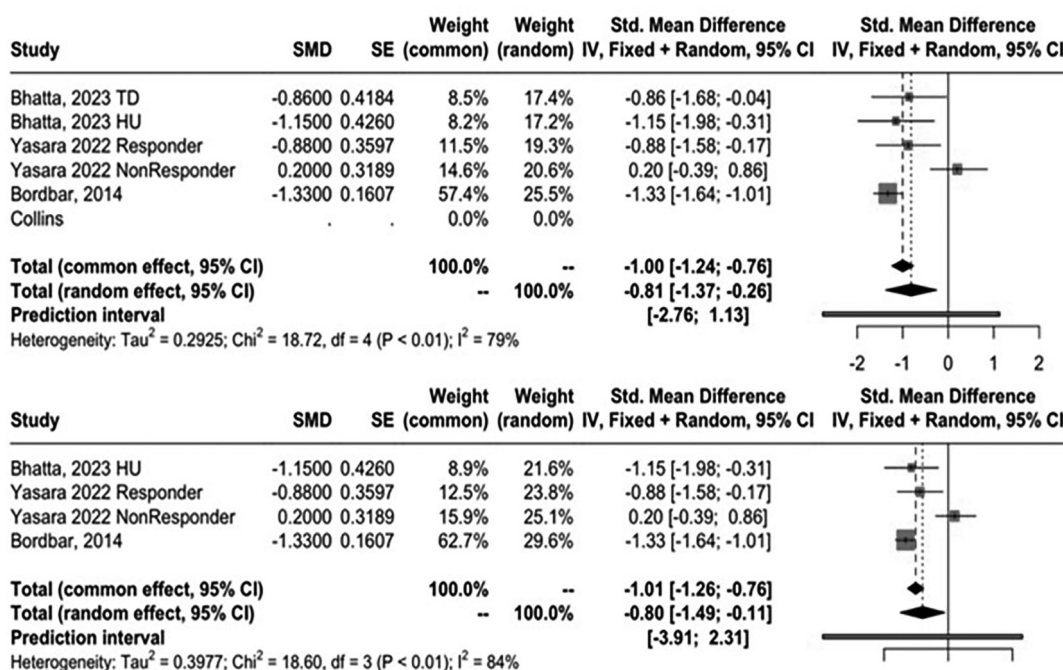 Weight Weight Std. Mean Difference Std. Mean Difference
Study SMD SE (common) (random) IV, Fixed + Random, 95% CI IV, Fixed + Random, 95% CI
Bhatta, 2023 TD -0.8600 0.4184 8.5% 17.4% -0.86 [-1.68; -0.04]
Bhatta, 2023 HU -1.1500 0.4260 8.2% 17.2% -1.15 [-1.98; -0.31]
Yasara 2022 Responder -0.8800 0.3597 11.5% 19.3% -0.88 [-1.58; -0.17]
Yasara 2022 NonResponder 0.2000 0.3189 14.6% 20.6% 0.20 [-0.39; 0.86]
Bordbar, 2014 -1.3300 0.1607 57.4% 25.5% -1.33 [-1.64; -1.01]
Collins . . 0.0% 0.0%
Total (common effect, 95% CI) 100.0% -- -1.00 [-1.24; -0.76]
Total (random effect, 95% CI) -- 100.0% -0.81 [-1.37; -0.26]
Prediction interval [-2.76; 1.13]
Heterogeneity: Tau² = 0.2925; Chi² = 18.72, df = 4 (P < 0.01); I² = 79%
-2 -1 0 1 2
Weight Weight Std. Mean Difference Std. Mean Difference
Study SMD SE (common) (random) IV, Fixed + Random, 95% CI IV, Fixed + Random, 95% CI
Bhatta, 2023 HU -1.1500 0.4260 8.9% 21.6% -1.15 [-1.98; -0.31]
Yasara 2022 Responder -0.8800 0.3597 12.5% 23.8% -0.88 [-1.58; -0.17]
Yasara 2022 NonResponder 0.2000 0.3189 15.9% 25.1% 0.20 [-0.39; 0.86]
Bordbar, 2014 -1.3300 0.1607 62.7% 29.6% -1.33 [-1.64; -1.01]
Total (common effect, 95% CI) 100.0% -- -1.01 [-1.26; -0.76]
Total (random effect, 95% CI) -- 100.0% -0.80 [-1.49; -0.11]
Prediction interval [-3.91; 2.31]
Heterogeneity: Tau² = 0.3977; Chi² = 18.60, df = 3 (P < 0.01); I² = 84%